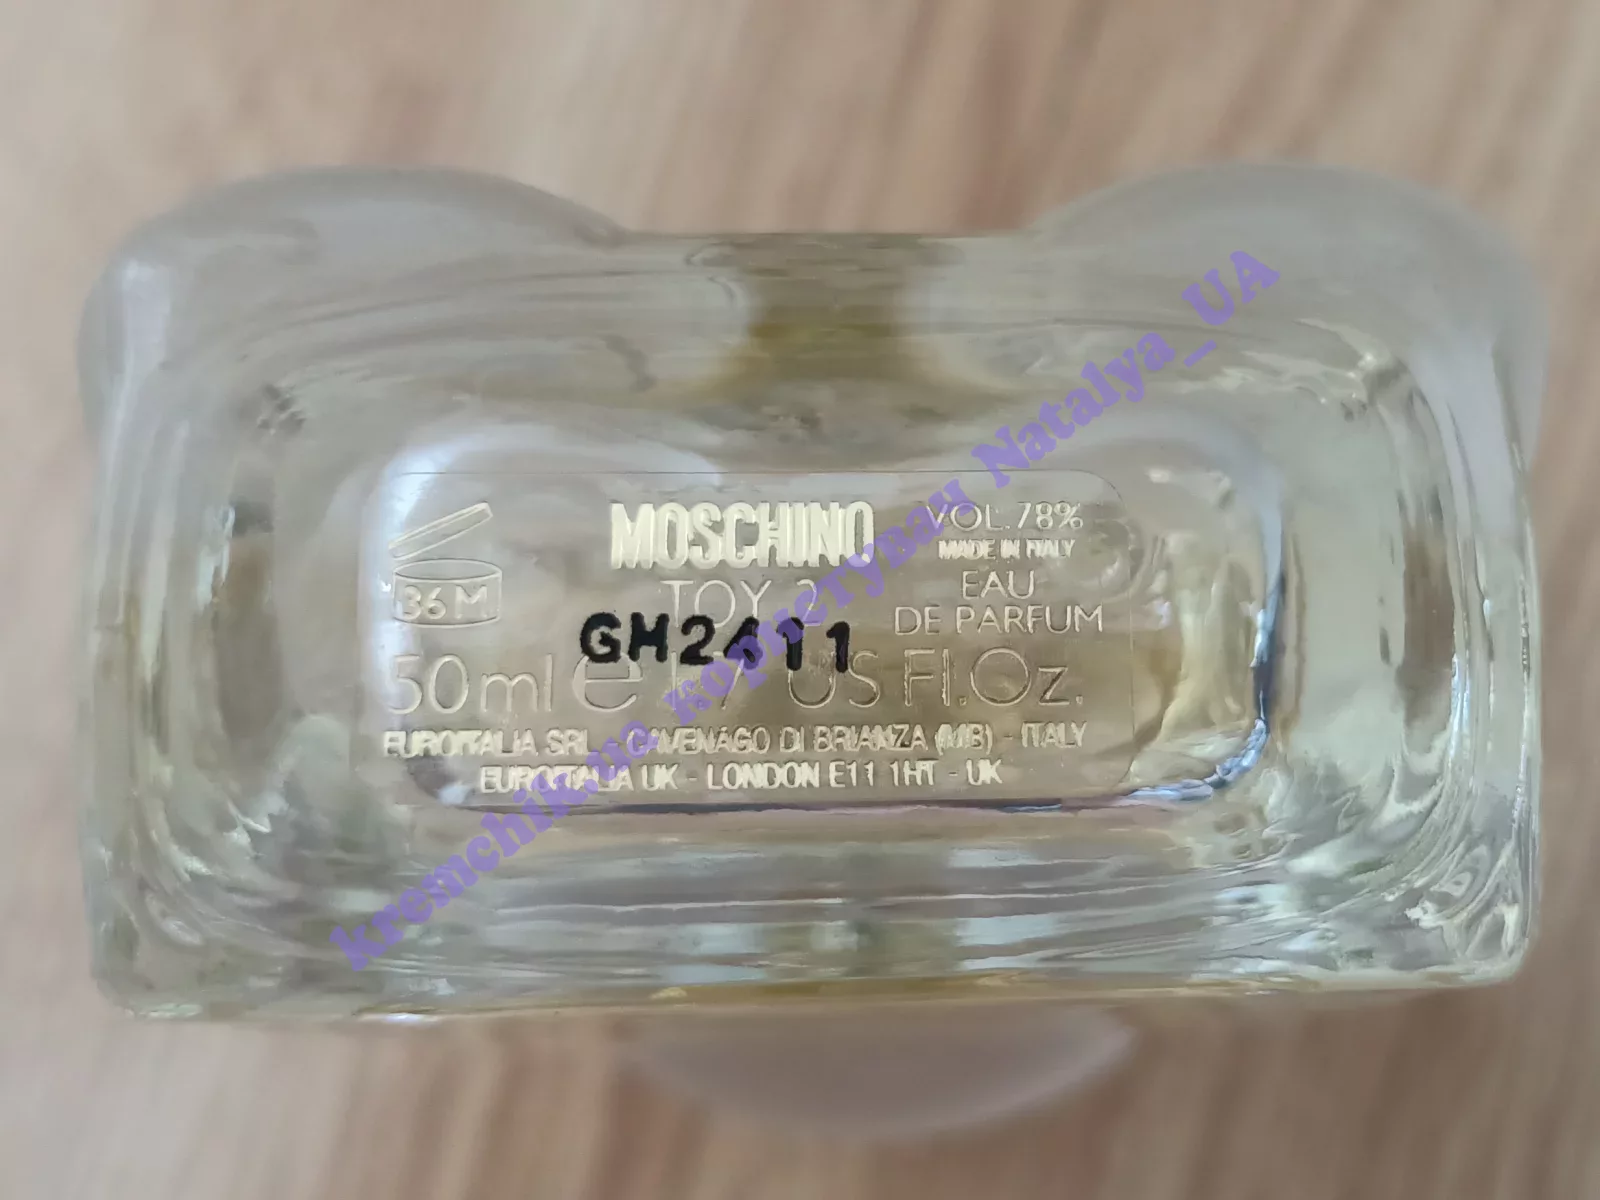 MOSCHINO
TOY 2
VOL.78%
MADE IN ITALY
EAU
DE PARFUM
36M
GH2411
50ml e 1.7 US Fl.Oz.
EUROITALIA SRL - CAVENAGO DI BRIANZA (MB) - ITALY
EUROITALIA UK - LONDON E11 1HT - UK
kremchik.ua користувач Natalya_UA